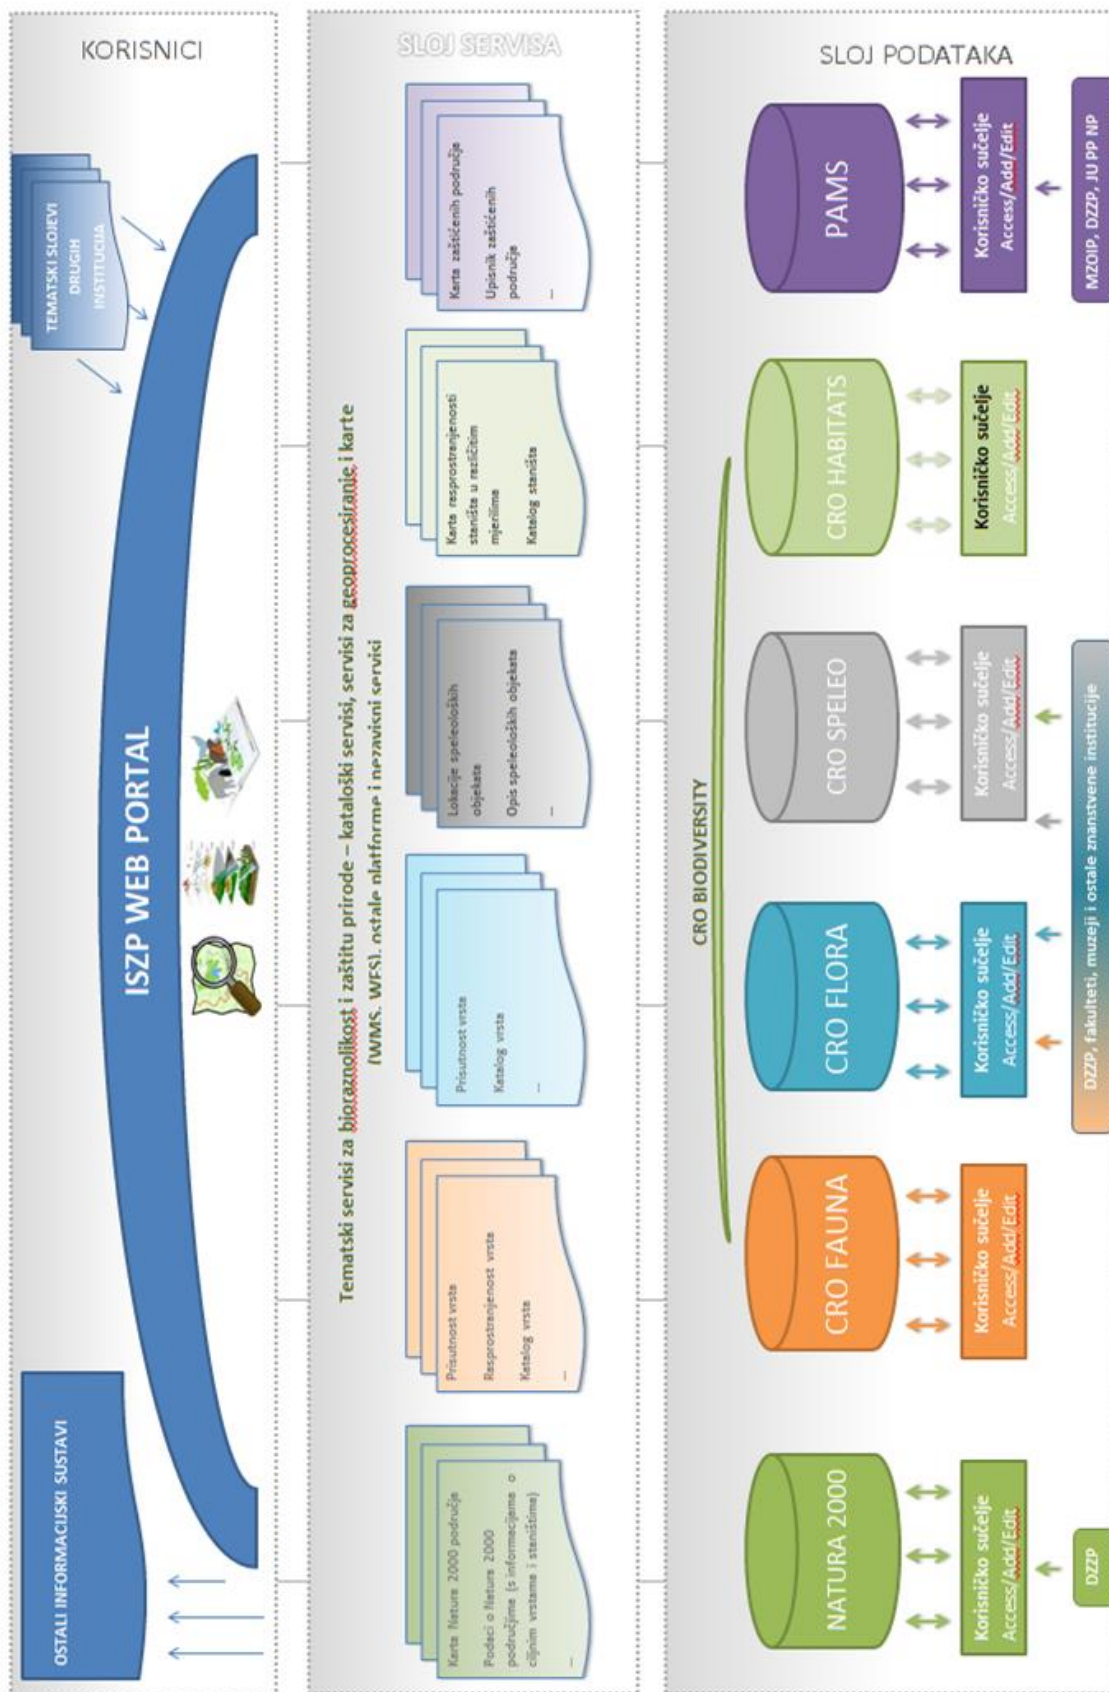 KORISNICI
OSTALI INFORMACIJSKI SUSTAVI
ISZP WEB PORTAL
TEMATSKI SLOJEVI
DRUGIH
INSTITUCIJA
SLOJ SERVISA
Tematski servisi za bioraznolikost i zaštitu prirode – kataloški servisi, servisi za geoprocesiranje i karte
(WMS, WFS), ostale platforme i nezavisni servisi
Karta Natura 2000 područja
Podaci o Natura 2000
područjima (s informacijama o
ciljnim vrstama i staništima)
...
Prisutnost vrsta
Rasprostranjenost vrsta
Katalog vrsta
...
Prisutnost vrsta
Katalog vrsta
...
Lokacije speleoloških
objekata
Opis speleoloških objekata
...
Karta rasprostranjenosti
staništa u različitim
mjerilima
Katalog staništa
Karta zaštićenih područja
Upisnik zaštićenih
područja
...
SLOJ PODATAKA
CRO BIODIVERSITY
NATURA 2000
CRO FAUNA
CRO FLORA
CRO SPELEO
CRO HABITATS
PAMS
Korisničko sučelje
Access/Add/Edit
Korisničko sučelje
Access/Add/Edit
Korisničko sučelje
Access/Add/Edit
Korisničko sučelje
Access/Add/Edit
Korisničko sučelje
Access/Add/Edit
Korisničko sučelje
Access/Add/Edit
DZZP
DZZP, fakulteti, muzeji i ostale znanstvene institucije
MZOIP, DZZP, JU PP NP